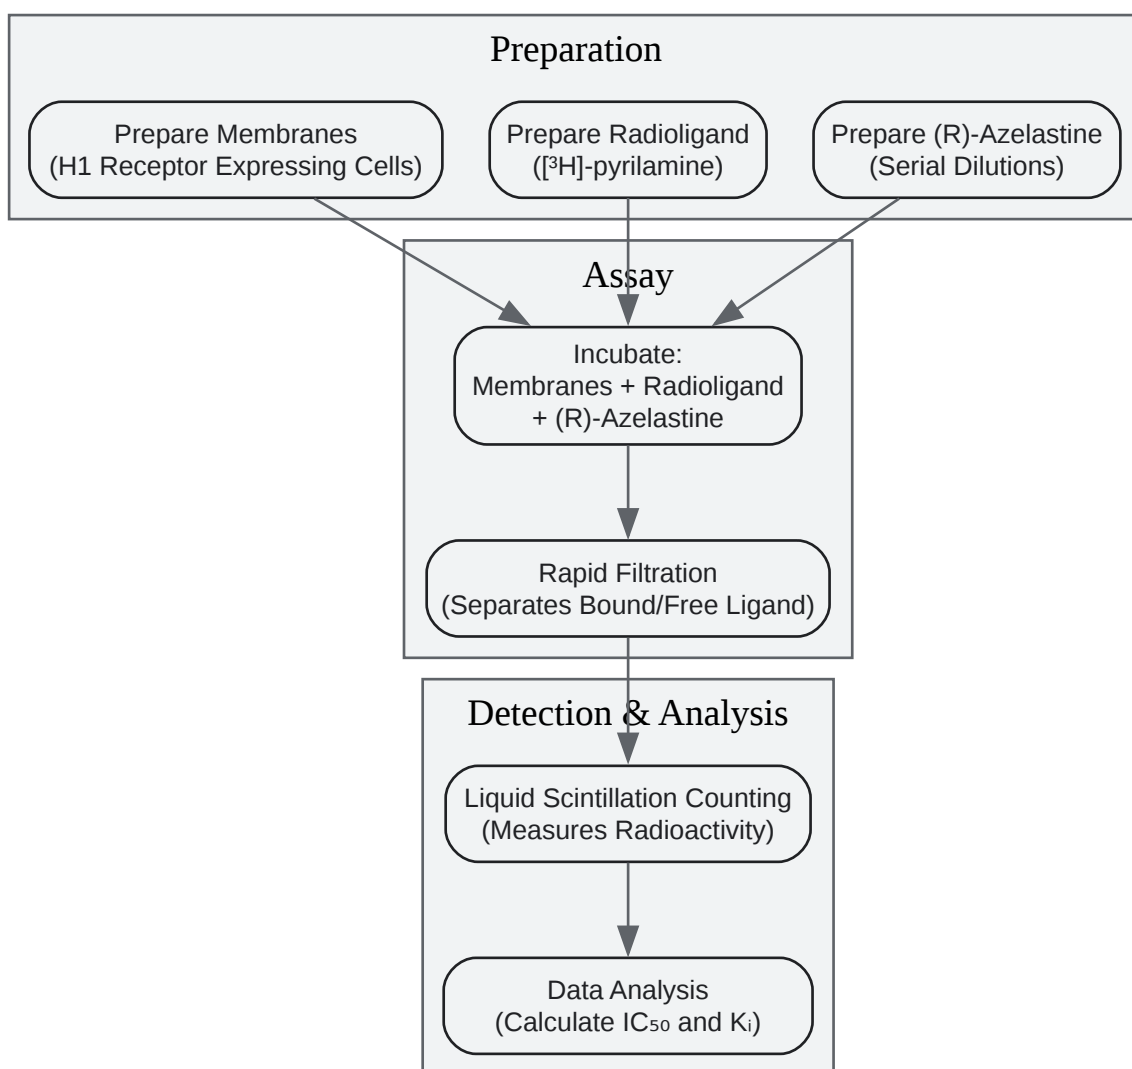 Preparation
Prepare Membranes
(H1 Receptor Expressing Cells)
Prepare Radioligand
([³H]-pyrilamine)
Prepare (R)-Azelastine
(Serial Dilutions)
Assay
Incubate:
Membranes + Radioligand
+ (R)-Azelastine
Rapid Filtration
(Separates Bound/Free Ligand)
Detection & Analysis
Liquid Scintillation Counting
(Measures Radioactivity)
Data Analysis
(Calculate IC₅₀ and Kᵢ)